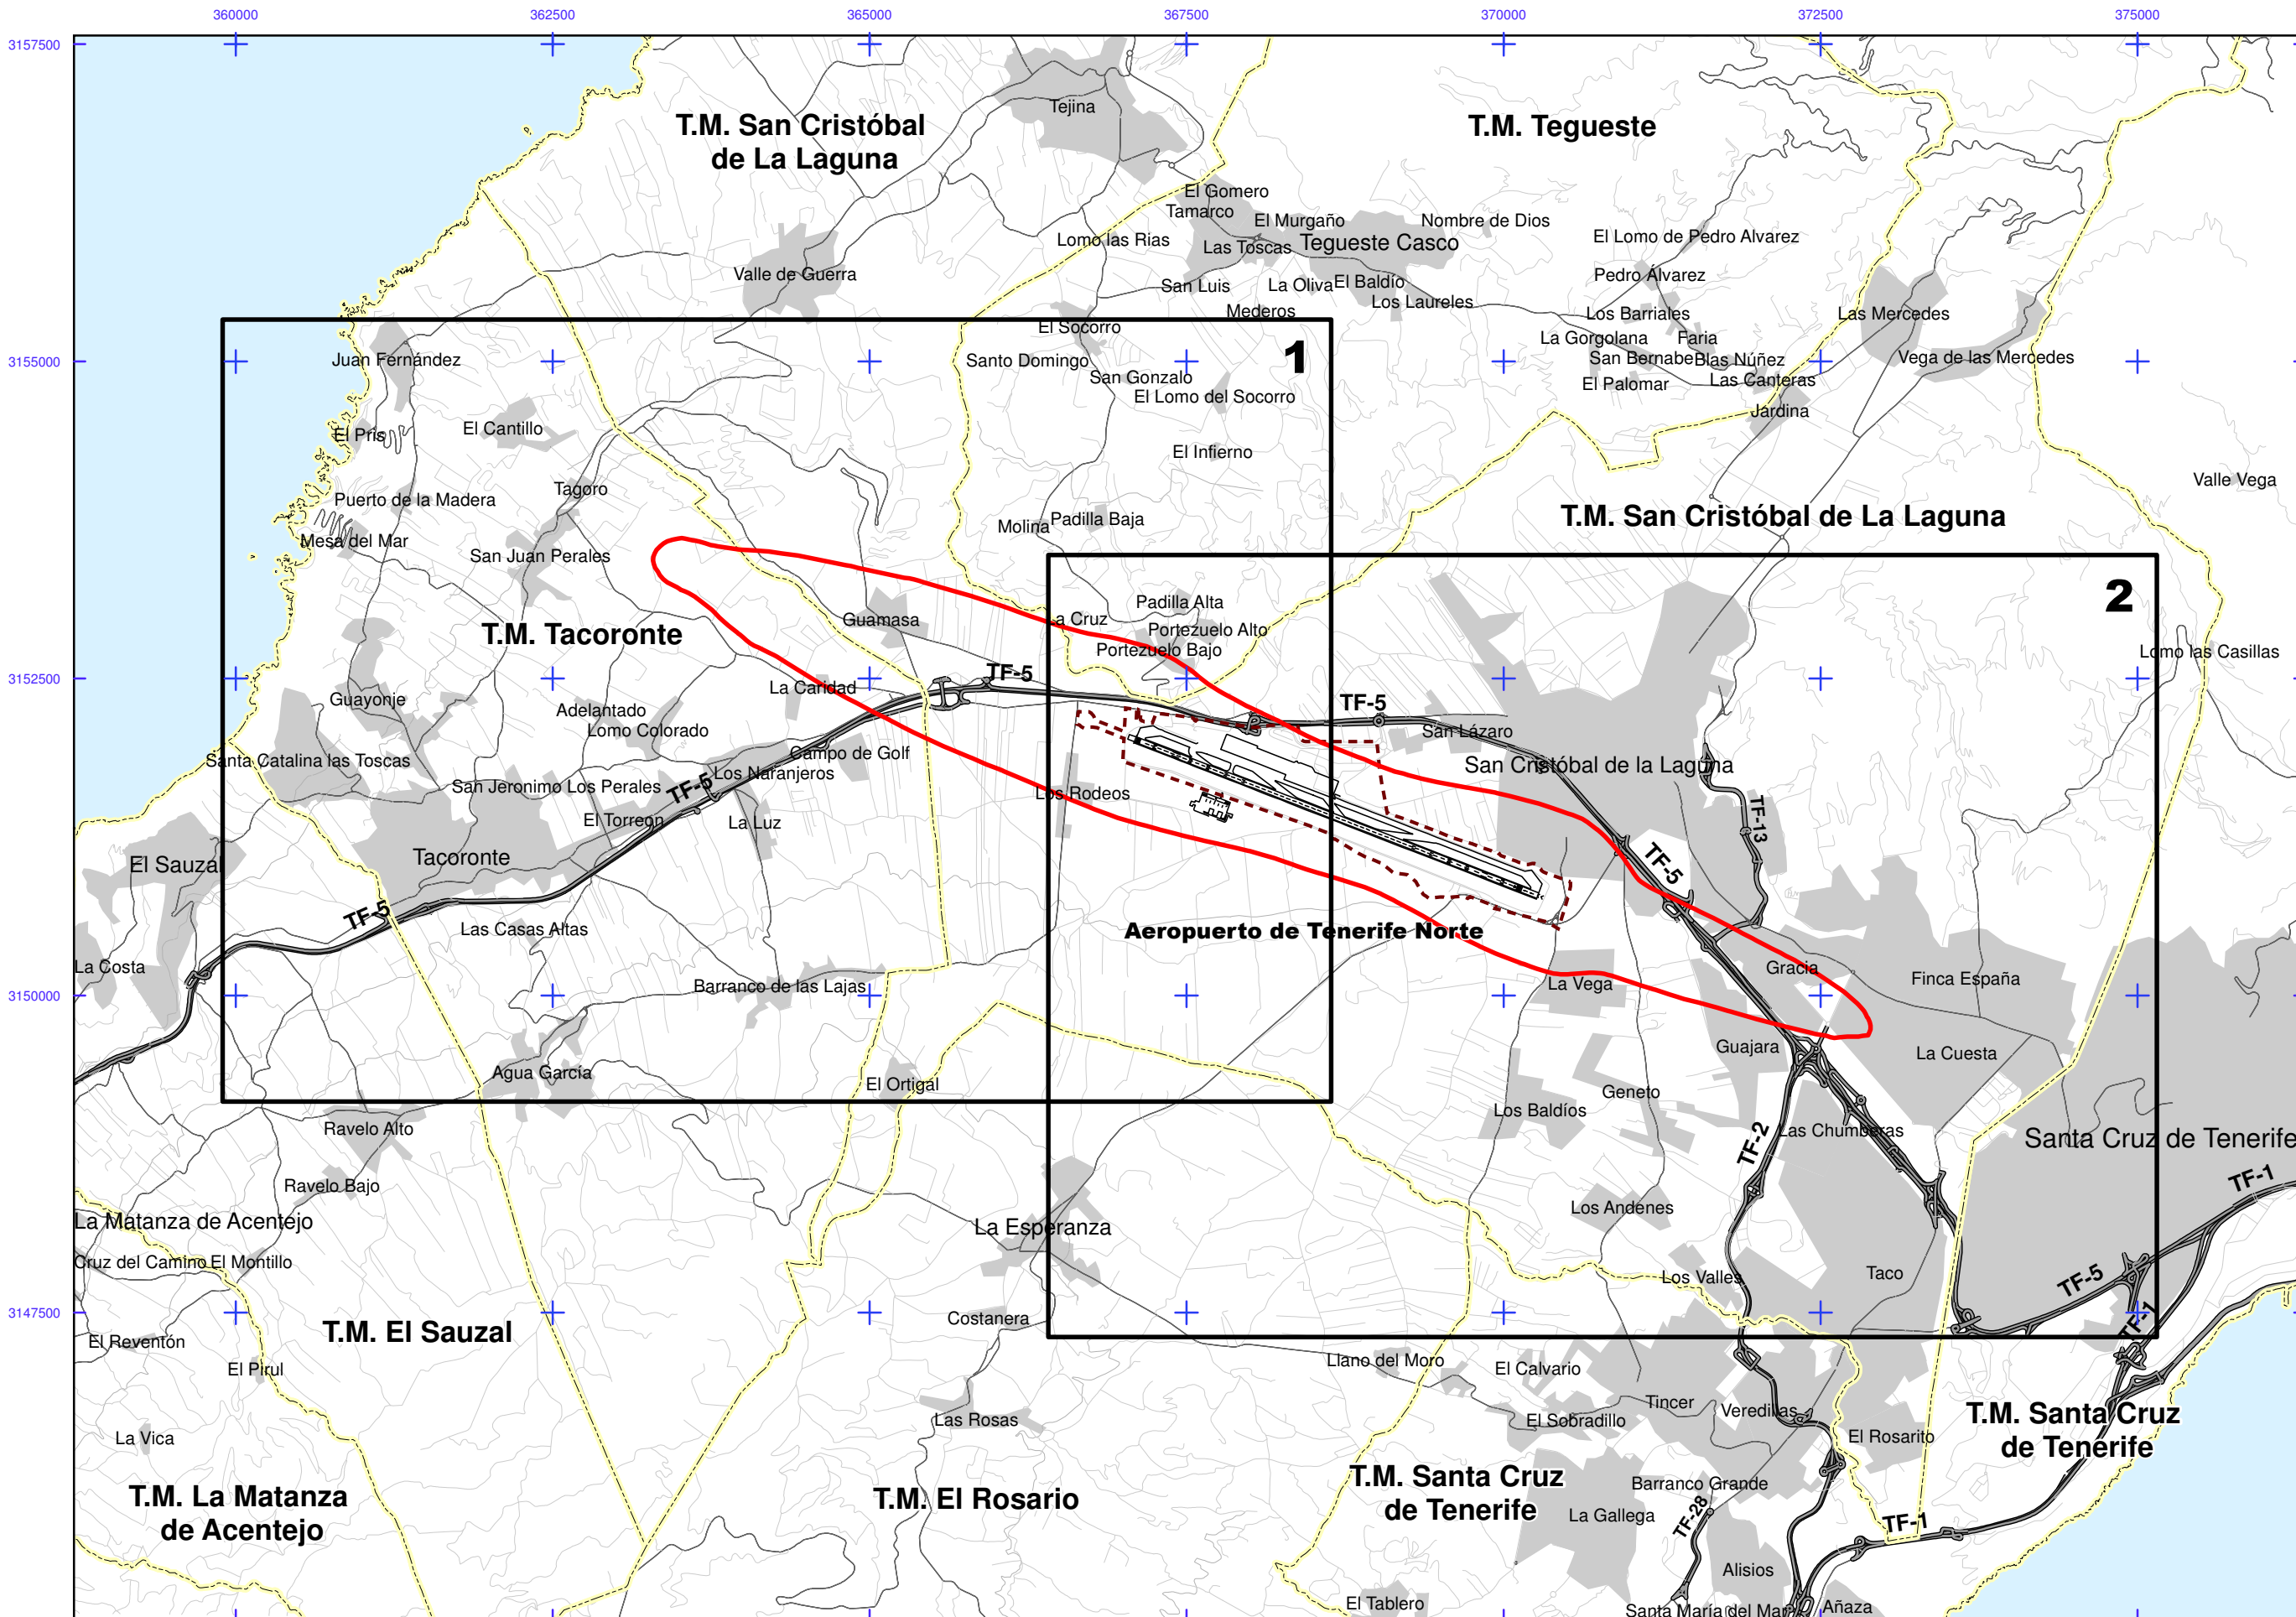 360000
362500
365000
367500
370000
372500
375000
3157500
Tejina
T.M. San Cristóbal
de La Laguna
T.M. Tegueste
El Gomero
Tamarco
El Murgaño
Nombre de Dios
Lomo las Rias
Las Toscas
Tegueste Casco
El Lomo de Pedro Alvarez
Valle de Guerra
Pedro Álvarez
San Luis
La Oliva
El Baldío
Los Laureles
Mederos
Los Barriales
Las Mercedes
El Socorro
La Gorgolana
Faria
3155000
Juan Fernández
Santo Domingo
1
San Bernabe
Blas Núñez
Vega de las Mercedes
San Gonzalo
El Palomar
Las Canteras
El Lomo del Socorro
Jardina
El Pris
El Cantillo
El Infierno
Valle Vega
Tagoro
Puerto de la Madera
Molina
Padilla Baja
T.M. San Cristóbal de La Laguna
Mesa del Mar
San Juan Perales
2
Padilla Alta
Guamasa
La Cruz
T.M. Tacoronte
Portezuelo Alto
Portezuelo Bajo
Lomo las Casillas
3152500
TF-5
La Caridad
Guayonje
TF-5
Adelantado
Lomo Colorado
San Lázaro
Santa Catalina las Toscas
Campo de Golf
San Cristóbal de la Laguna
Los Naranjeros
San Jeronimo Los Perales
TF-5
Los Rodeos
El Torreon
La Luz
TF-13
Tacoronte
El Sauzal
TF-5
TF-5
Las Casas Altas
Aeropuerto de Tenerife Norte
La Costa
Gracia
Barranco de las Lajas
La Vega
Finca España
3150000
Guajara
La Cuesta
Agua García
El Ortigal
Geneto
Los Baldíos
Ravelo Alto
Las Chumberas
TF-2
Santa Cruz de Tenerife
Ravelo Bajo
TF-1
La Matanza de Acentejo
La Esperanza
Los Andenes
Cruz del Camino
El Montillo
Los Valles
Taco
TF-5
3147500
T.M. El Sauzal
Costanera
TF-1
El Reventón
El Pirul
Llano del Moro
El Calvario
Tincer
Veredillas
Las Rosas
El Sobradillo
T.M. Santa Cruz
de Tenerife
La Vica
El Rosarito
T.M. Santa Cruz
de Tenerife
Barranco Grande
T.M. La Matanza
de Acentejo
T.M. El Rosario
La Gallega
TF-28
TF-1
Alisios
El Tablero
Santa María del Mar
Añaza